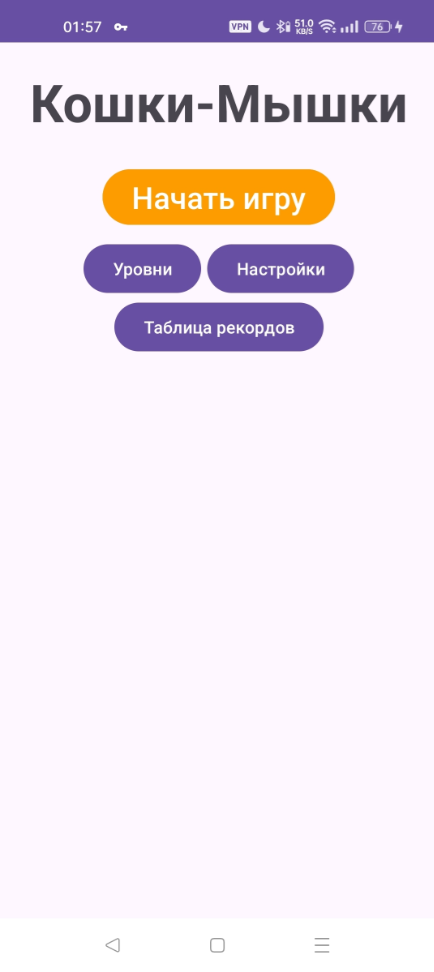 01:57 VPN 51.0 KB/S 76
Кошки-Мышки
Начать игру
Уровни Настройки
Таблица рекордов